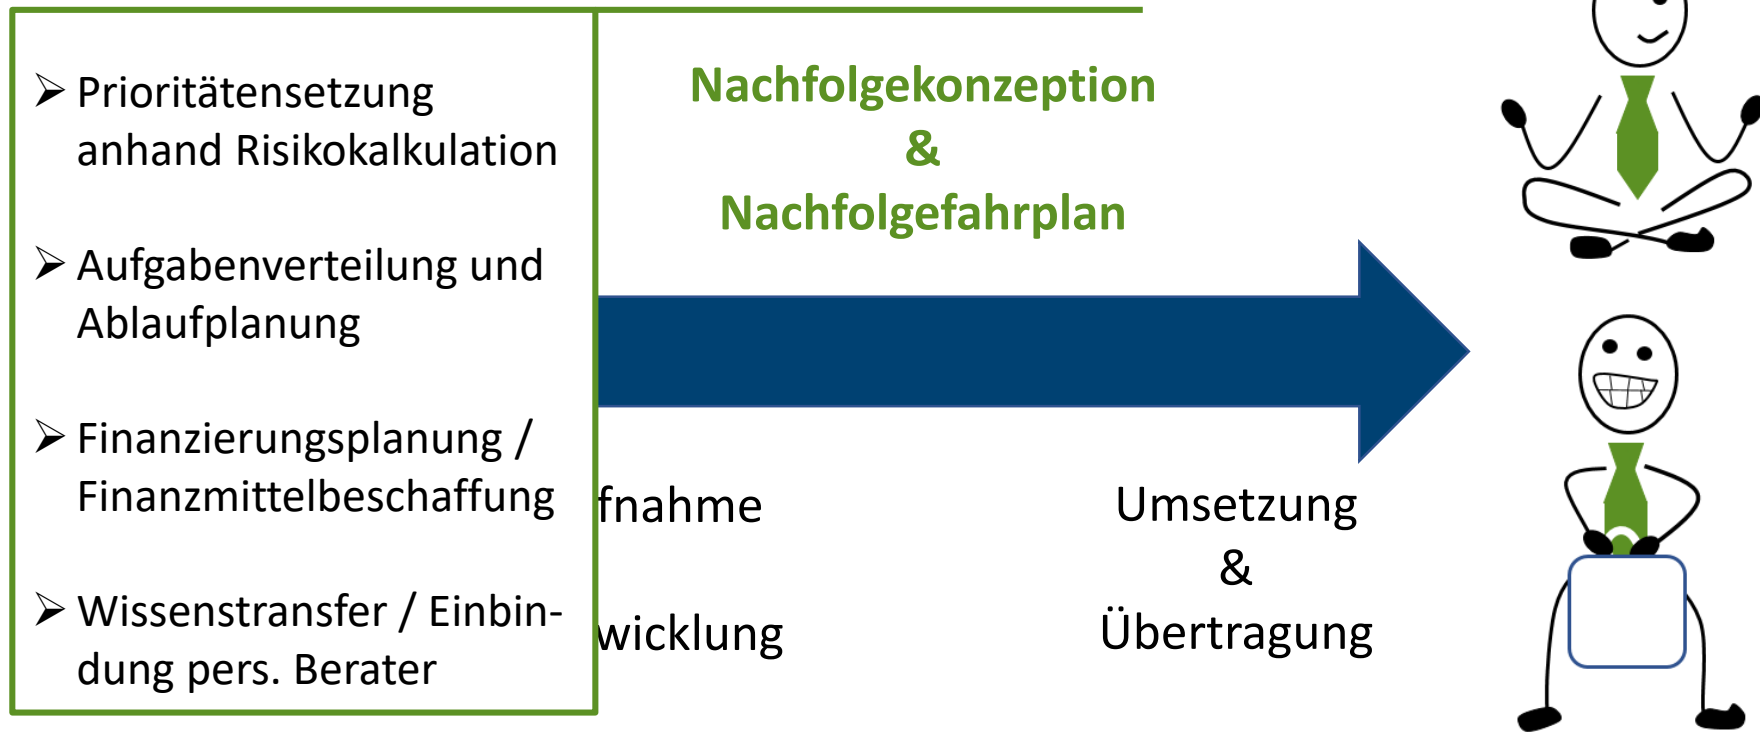 ➢ Prioritätensetzung
anhand Risikokalkulation
➢ Aufgabenverteilung und
Ablaufplanung
➢ Finanzierungsplanung /
Finanzmittelbeschaffung
➢ Wissenstransfer / Einbin-
dung pers. Berater
Nachfolgekonzeption
&
Nachfolgefahrplan
fnahme
wicklung
Umsetzung
&
Übertragung